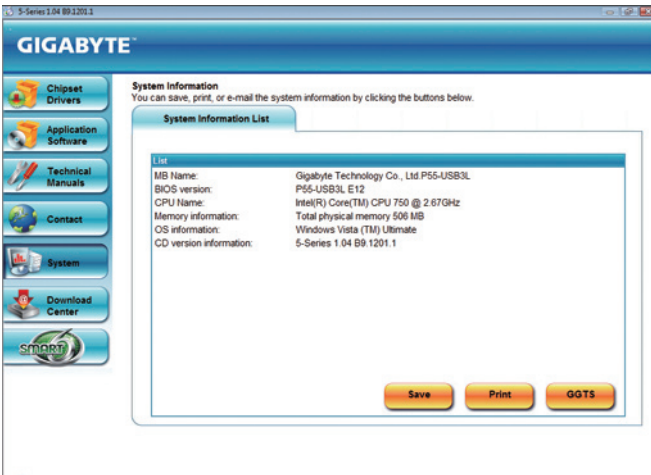 5-Series 1.04 B9.1201.1
GIGABYTE™
Chipset
Drivers
Application
Software
Technical
Manuals
Contact
System
Download
Center
SMART 6
System Information
You can save, print, or e-mail the system information by clicking the buttons below.
System Information List
List
MB Name: Gigabyte Technology Co., Ltd.P55-USB3L
BIOS version: P55-USB3L E12
CPU Name: Intel(R) Core(TM) CPU 750 @ 2.67GHz
Memory information: Total physical memory 506 MB
OS information: Windows Vista (TM) Ultimate
CD version information: 5-Series 1.04 B9.1201.1
Save Print GGTS